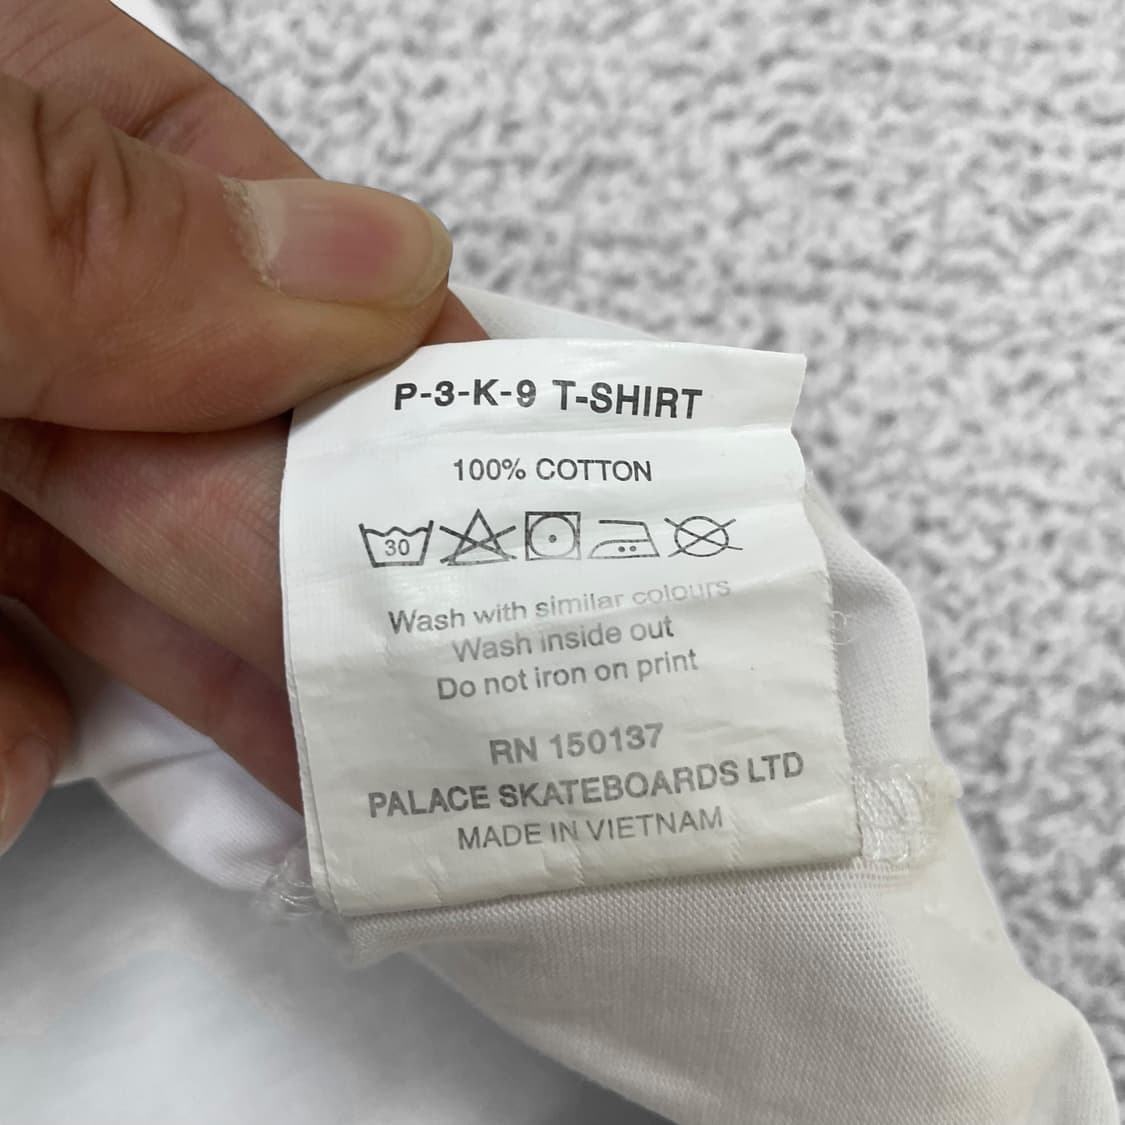 P-3-K-9 T-SHIRT
100% COTTON
30
Wash with similar colours
Wash inside out
Do not iron on print
RN 150137
PALACE SKATEBOARDS LTD
MADE IN VIETNAM